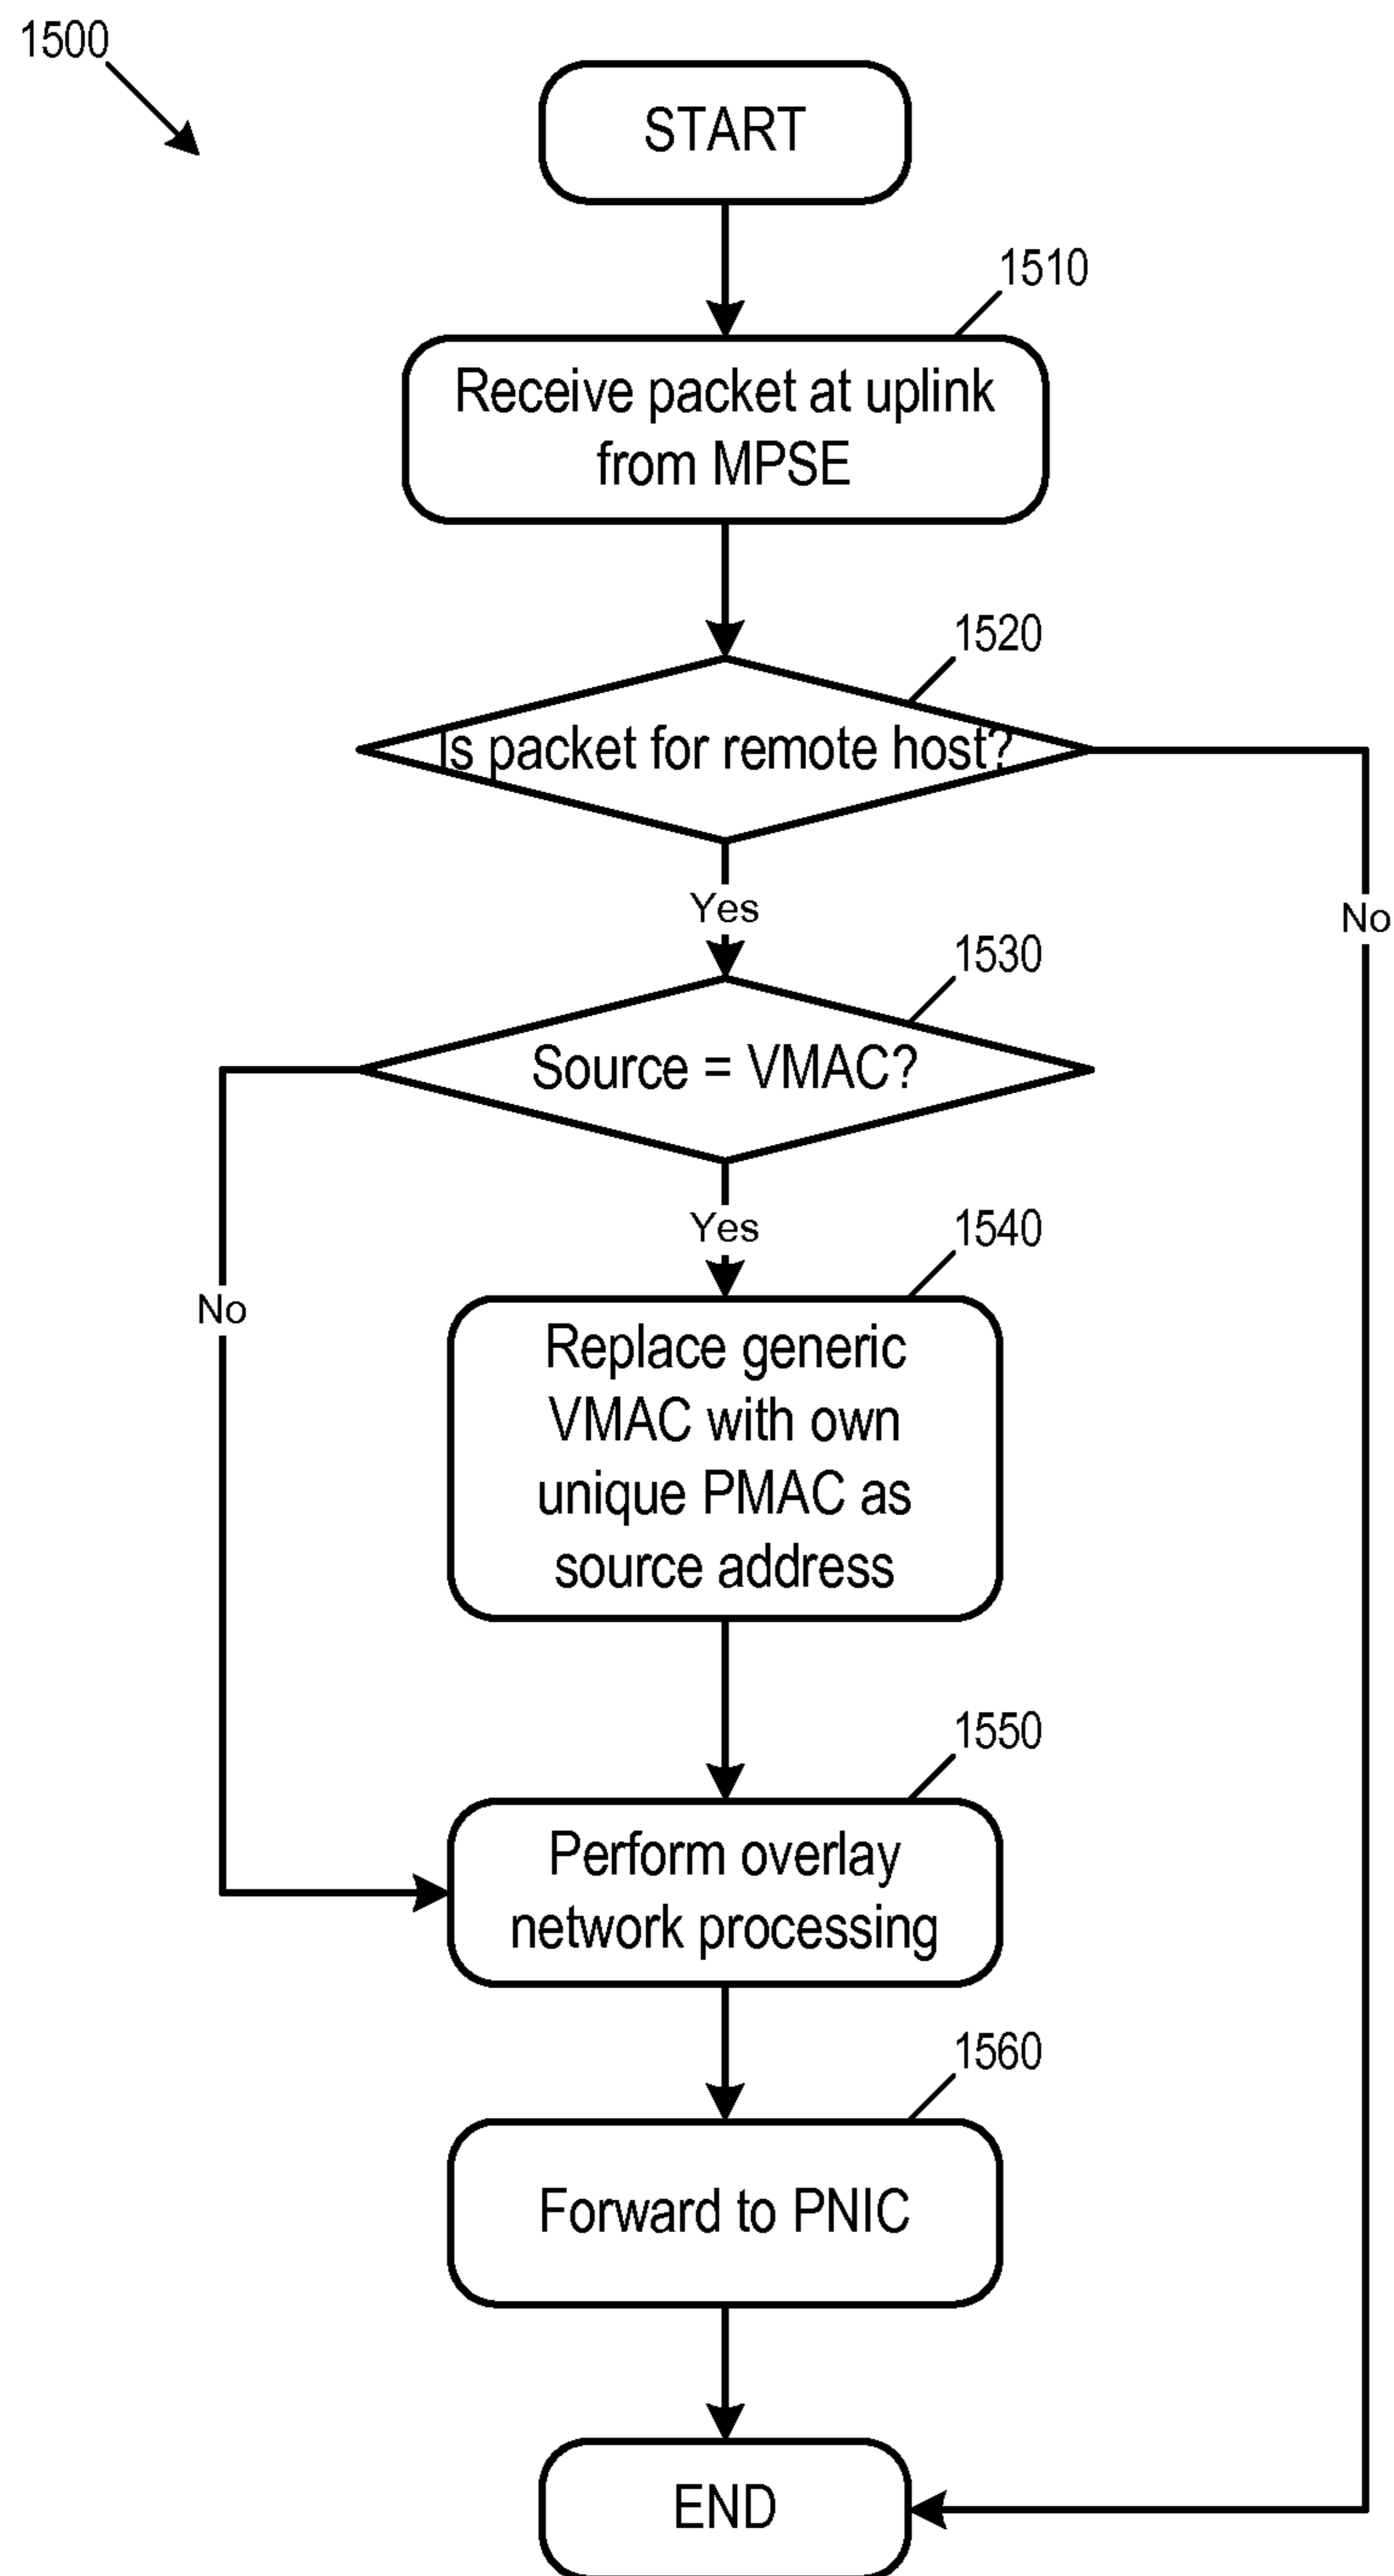 1500
START
1510
Receive packet at uplink
from MPSE
1520
Is packet for remote host?
Yes
No
1530
Source = VMAC?
Yes
1540
No
Replace generic
VMAC with own
unique PMAC as
source address
1550
Perform overlay
network processing
1560
Forward to PNIC
END